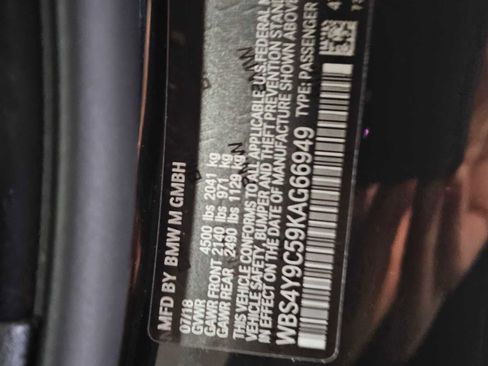 MFD BY BMW M GMBH
07/18
GVWR 4500 lbs 2041 kg
GAWR FRONT 2140 lbs 971 kg
GAWR REAR 2490 lbs 1129 kg
THIS VEHICLE CONFORMS TO ALL APPLICABLE U.S. FEDERAL
VEHICLE SAFETY, BUMPER AND THEFT PREVENTION STAN
EFFECT ON THE DATE OF MANUFACTURE SHOWN ABOVE
WBS4Y9C59KAG66949 TYPE: PASSENGER